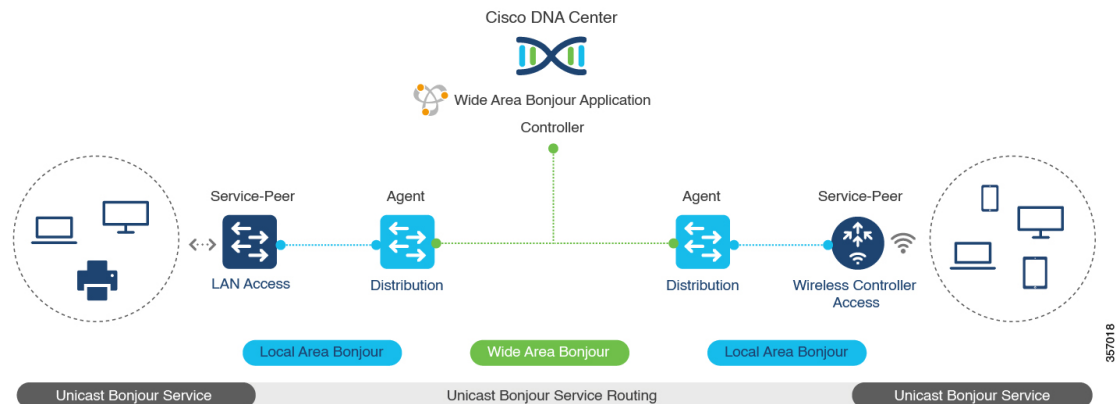 Cisco DNA Center
Wide Area Bonjour Application
Controller
Service-Peer
Agent
Agent
Service-Peer
LAN Access
Distribution
Distribution
Wireless Controller
Access
Local Area Bonjour
Wide Area Bonjour
Local Area Bonjour
Unicast Bonjour Service
Unicast Bonjour Service Routing
Unicast Bonjour Service
357018